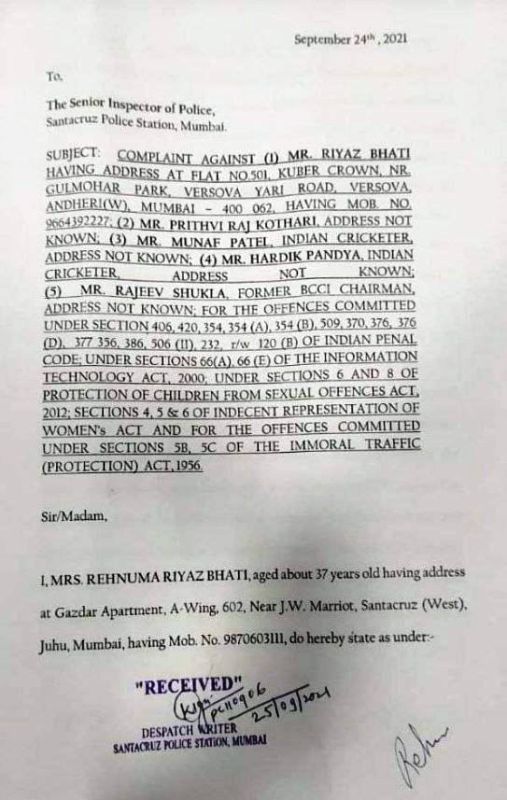 September 24th, 2021
To,
The Senior Inspector of Police,
Santacruz Police Station, Mumbai.
SUBJECT: COMPLAINT AGAINST (1) MR. RIYAZ BHATI
HAVING ADDRESS AT FLAT NO.501, KUBER CROWN, NR.
GULMOHAR PARK, VERSOVA YARI ROAD, VERSOVA,
ANDHERI(W), MUMBAI – 400 062, HAVING MOB. NO.
9664392227; (2) MR. PRITHVI RAJ KOTHARI, ADDRESS NOT
KNOWN; (3) MR. MUNAF PATEL, INDIAN CRICKETER,
ADDRESS NOT KNOWN; (4) MR. HARDIK PANDYA, INDIAN
CRICKETER, ADDRESS NOT KNOWN;
(5) MR. RAJEEV SHUKLA, FORMER BCCI CHAIRMAN,
ADDRESS NOT KNOWN; FOR THE OFFENCES COMMITTED
UNDER SECTION 406, 420, 354, 354 (A), 354 (B), 509, 370, 376, 376
(D), 377 356, 386, 506 (II), 232, r/w 120 (B) OF INDIAN PENAL
CODE; UNDER SECTIONS 66(A), 66 (E) OF THE INFORMATION
TECHNOLOGY ACT, 2000; UNDER SECTIONS 6 AND 8 OF
PROTECTION OF CHILDREN FROM SEXUAL OFFENCES ACT,
2012; SECTIONS 4, 5 & 6 OF INDECENT REPRESENTATION OF
WOMEN's ACT AND FOR THE OFFENCES COMMITTED
UNDER SECTIONS 5B, 5C OF THE IMMORAL TRAFFIC
(PROTECTION) ACT, 1956.
Sir/Madam,
I, MRS. REHNUMA RIYAZ BHATI, aged about 37 years old having address
at Gazdar Apartment, A-Wing, 602, Near J.W. Marriot, Santacruz (West),
Juhu, Mumbai, having Mob. No. 9870603111, do hereby state as under:-
"RECEIVED"
25/09/2021
DESPATCH WRITER
SANTACRUZ POLICE STATION, MUMBAI